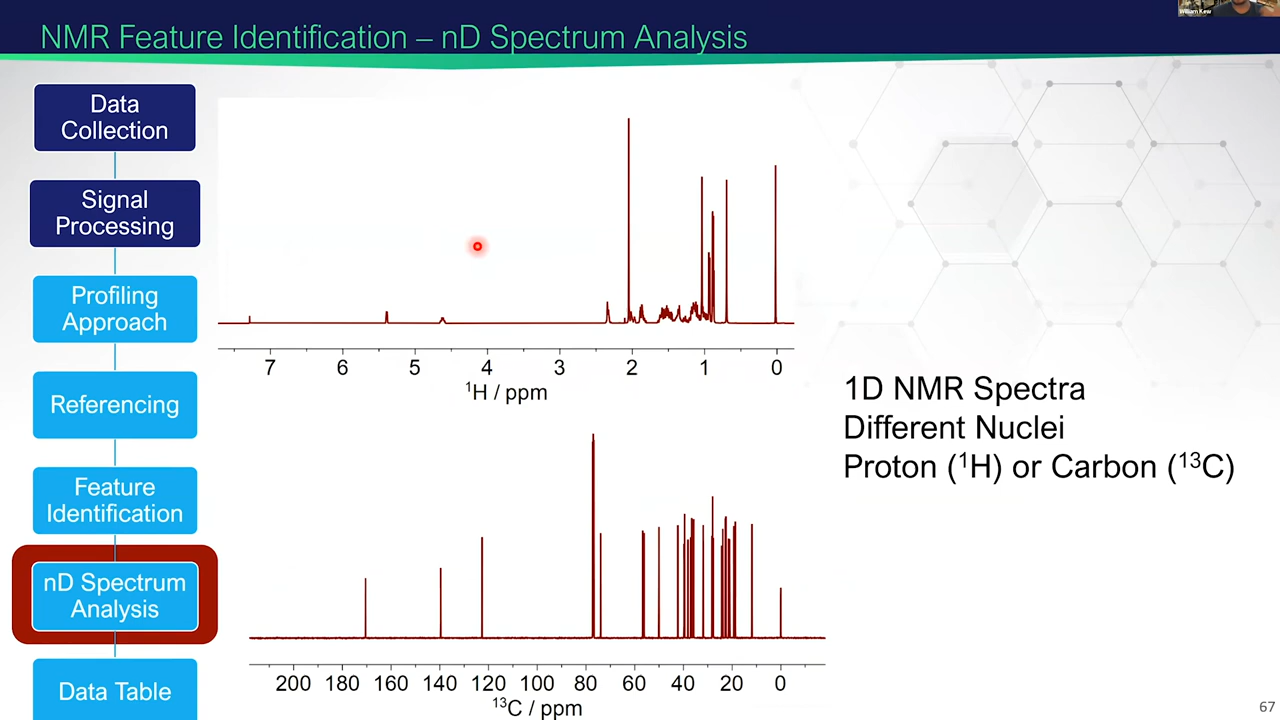 NMR Feature Identification – nD Spectrum Analysis
William Kew
Data
Collection
Signal
Processing
Profiling
Approach
Referencing
Feature
Identification
nD Spectrum
Analysis
Data Table
7 6 5 4 3 2 1 0
¹H / ppm
200 180 160 140 120 100 80 60 40 20 0
¹³C / ppm
1D NMR Spectra
Different Nuclei
Proton (¹H) or Carbon (¹³C)
67